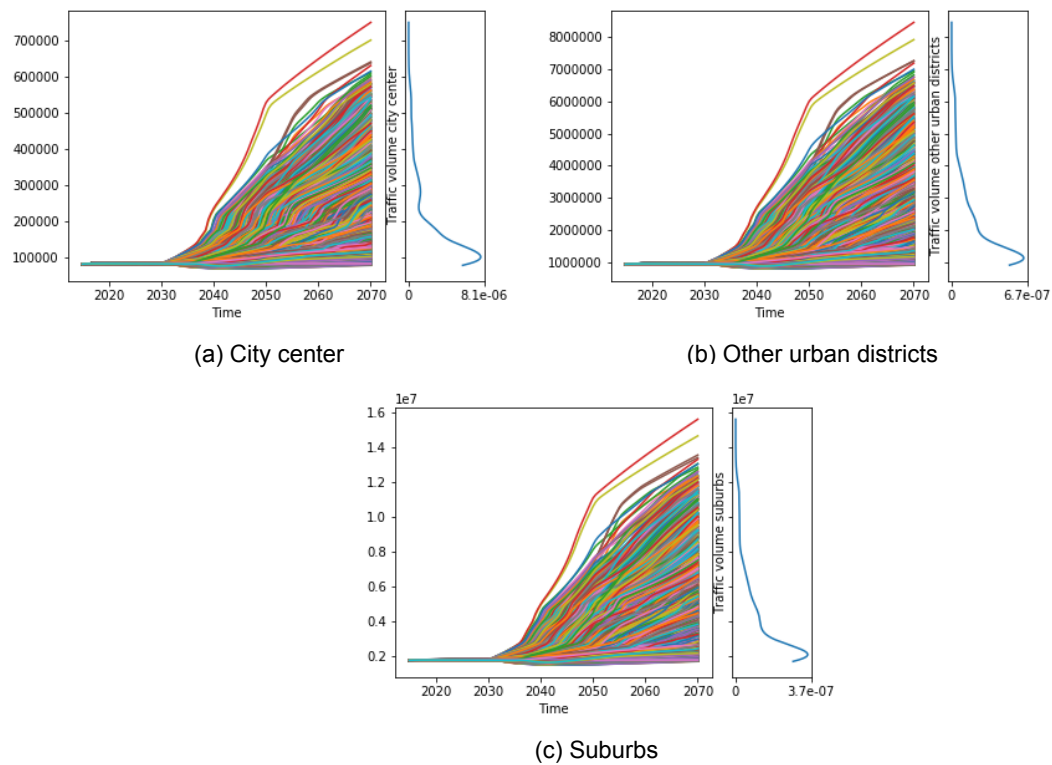 700000
600000
500000
400000
300000
200000
100000
2020 2030 2040 2050 2060 2070
Time
Traffic volume city center
0 8.1e-06
(a) City center
8000000
7000000
6000000
5000000
4000000
3000000
2000000
1000000
2020 2030 2040 2050 2060 2070
Time
Traffic volume other urban districts
0 6.7e-07
(b) Other urban districts
1e7
1.6
1.4
1.2
1.0
0.8
0.6
0.4
0.2
2020 2030 2040 2050 2060 2070
Time
Traffic volume suburbs
1e7
0 3.7e-07
(c) Suburbs